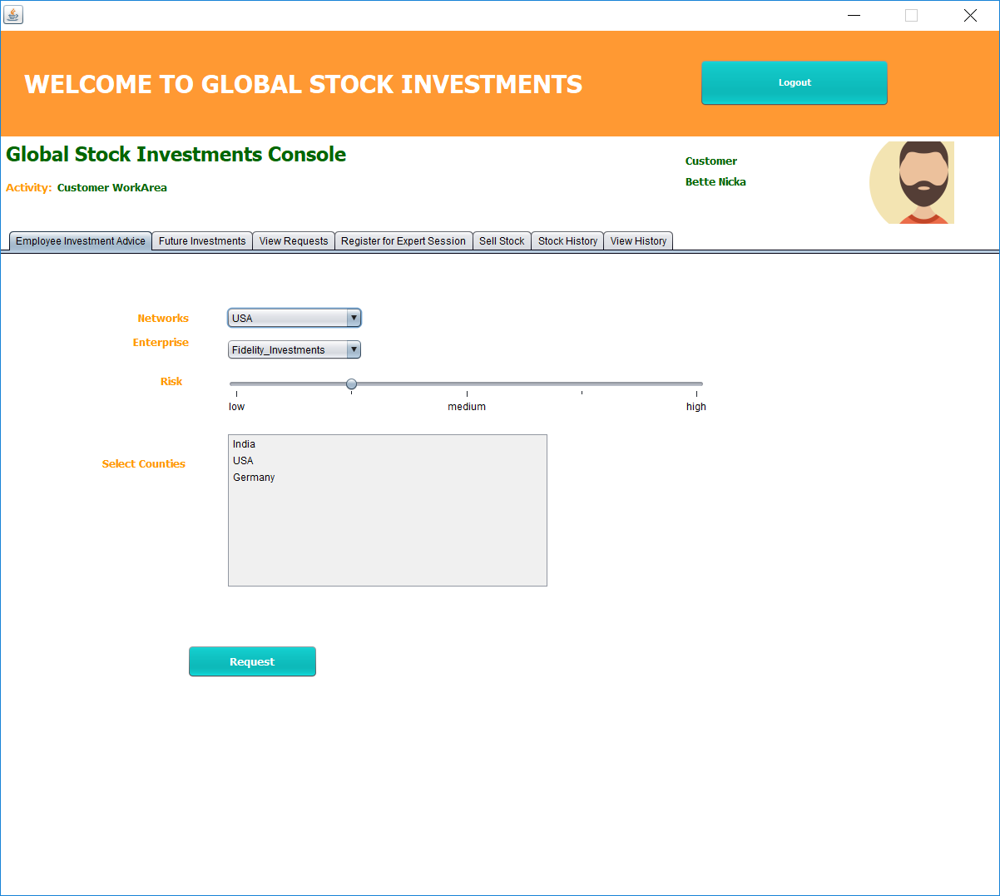 WELCOME TO GLOBAL STOCK INVESTMENTS
Logout
Global Stock Investments Console
Customer
Bette Nicka
Activity: Customer WorkArea
Employee Investment Advice Future Investments View Requests Register for Expert Session Sell Stock Stock History View History
Networks USA
Enterprise Fidelity_Investments
Risk
low medium high
Select Counties
India
USA
Germany
Request